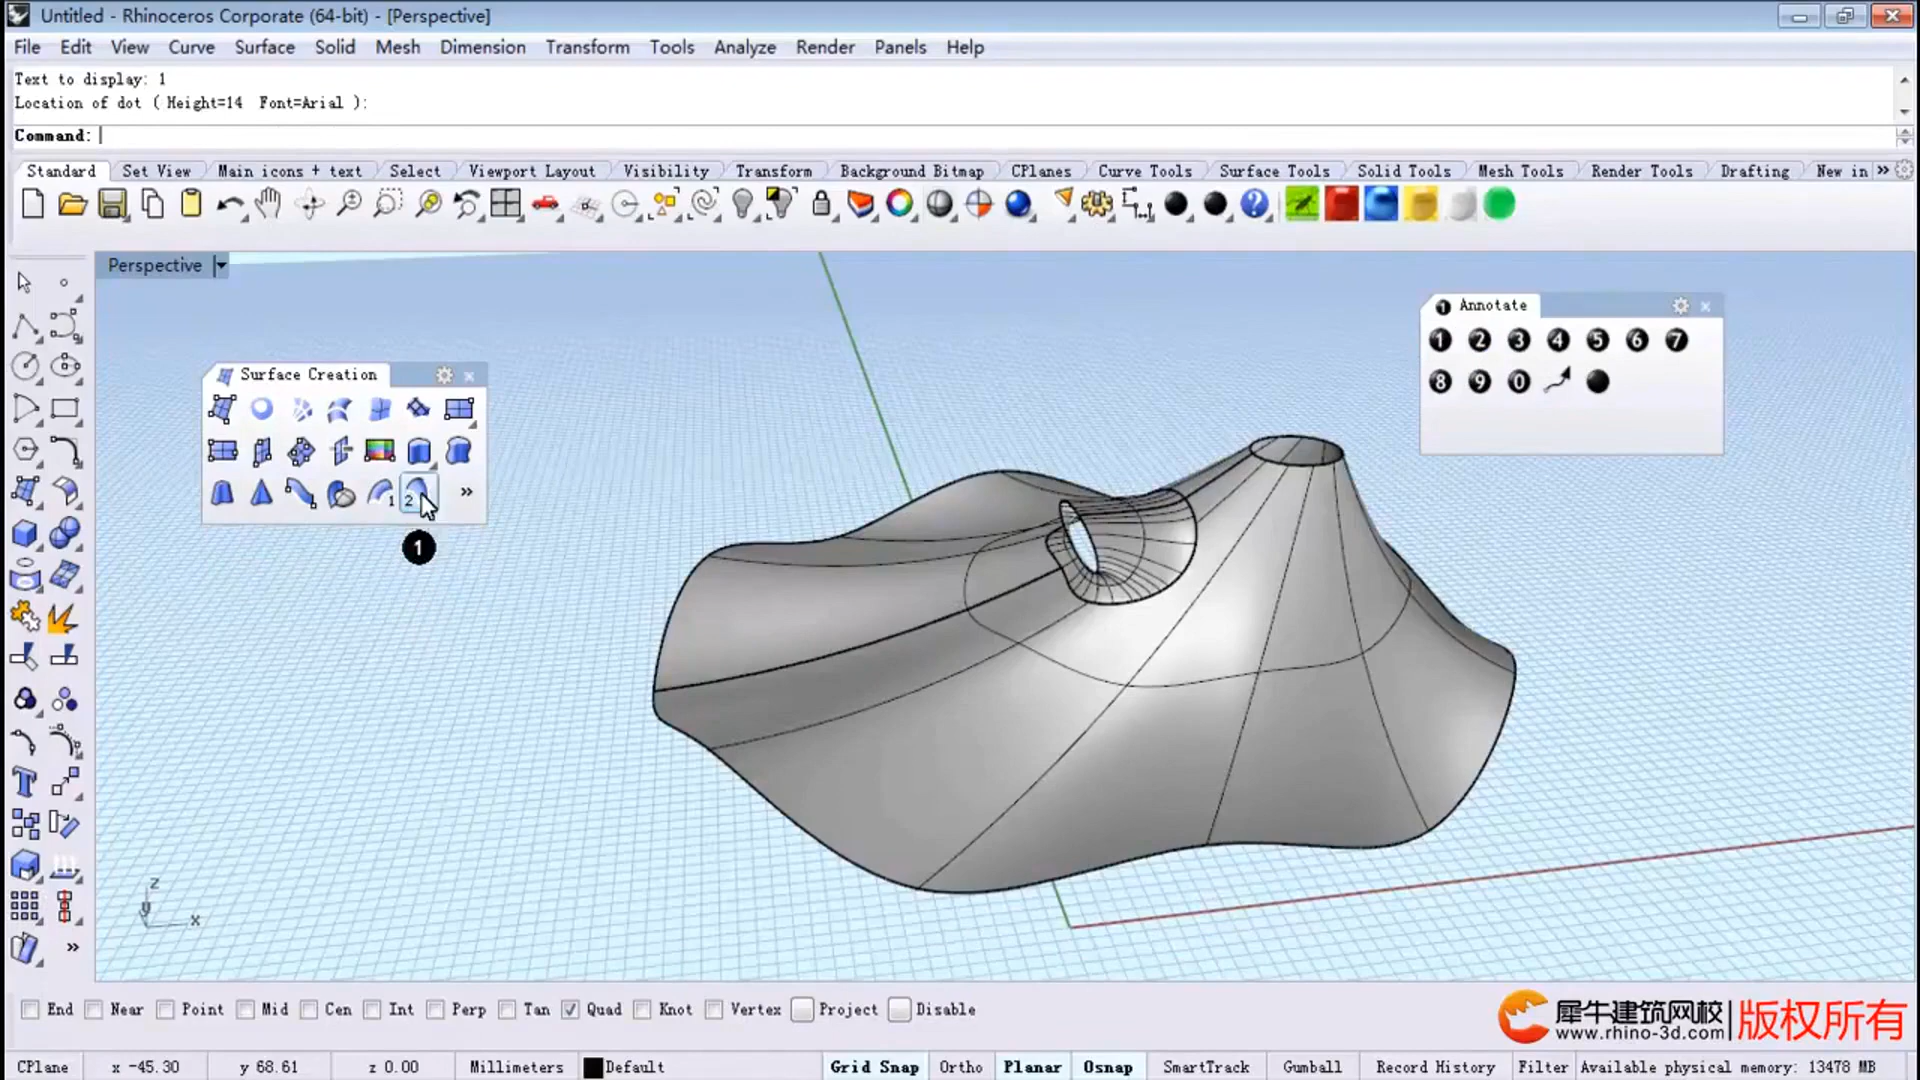 Untitled - Rhinoceros Corporate (64-bit) - [Perspective]
File Edit View Curve Surface Solid Mesh Dimension Transform Tools Analyze Render Panels Help
Text to display: 1
Location of dot ( Height=14 Font=Arial ):
Command:
Standard Set View Main icons + text Select Viewport Layout Visibility Transform Background Bitmap CPlanes Curve Tools Surface Tools Solid Tools Mesh Tools Render Tools Drafting New in »
Perspective
Annotate
1 2 3 4 5 6 7
8 9 0
Surface Creation
1 2 »
1
z
y x
»
End Near Point Mid Cen Int Perp Tan Quad Knot Vertex Project Disable
犀牛建筑网校
www.rhino-3d.com
版权所有
CPlane x -45.30 y 68.61 z 0.00 Millimeters Default Grid Snap Ortho Planar Osnap SmartTrack Gumball Record History Filter Available physical memory: 13478 MB